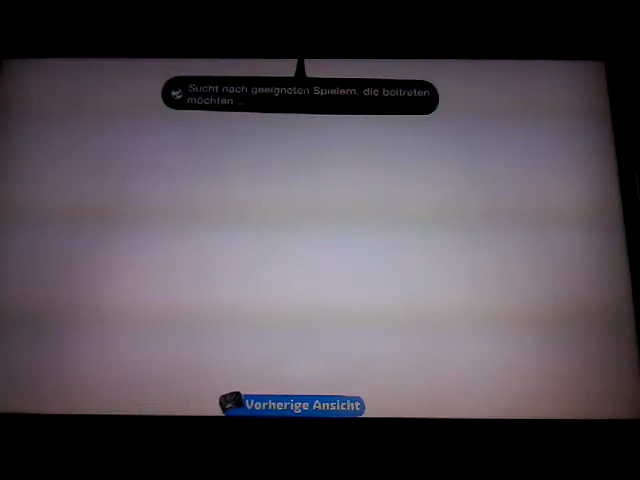 Sucht nach geeigneten Spielern, die beitreten
möchten ...
Vorherige Ansicht